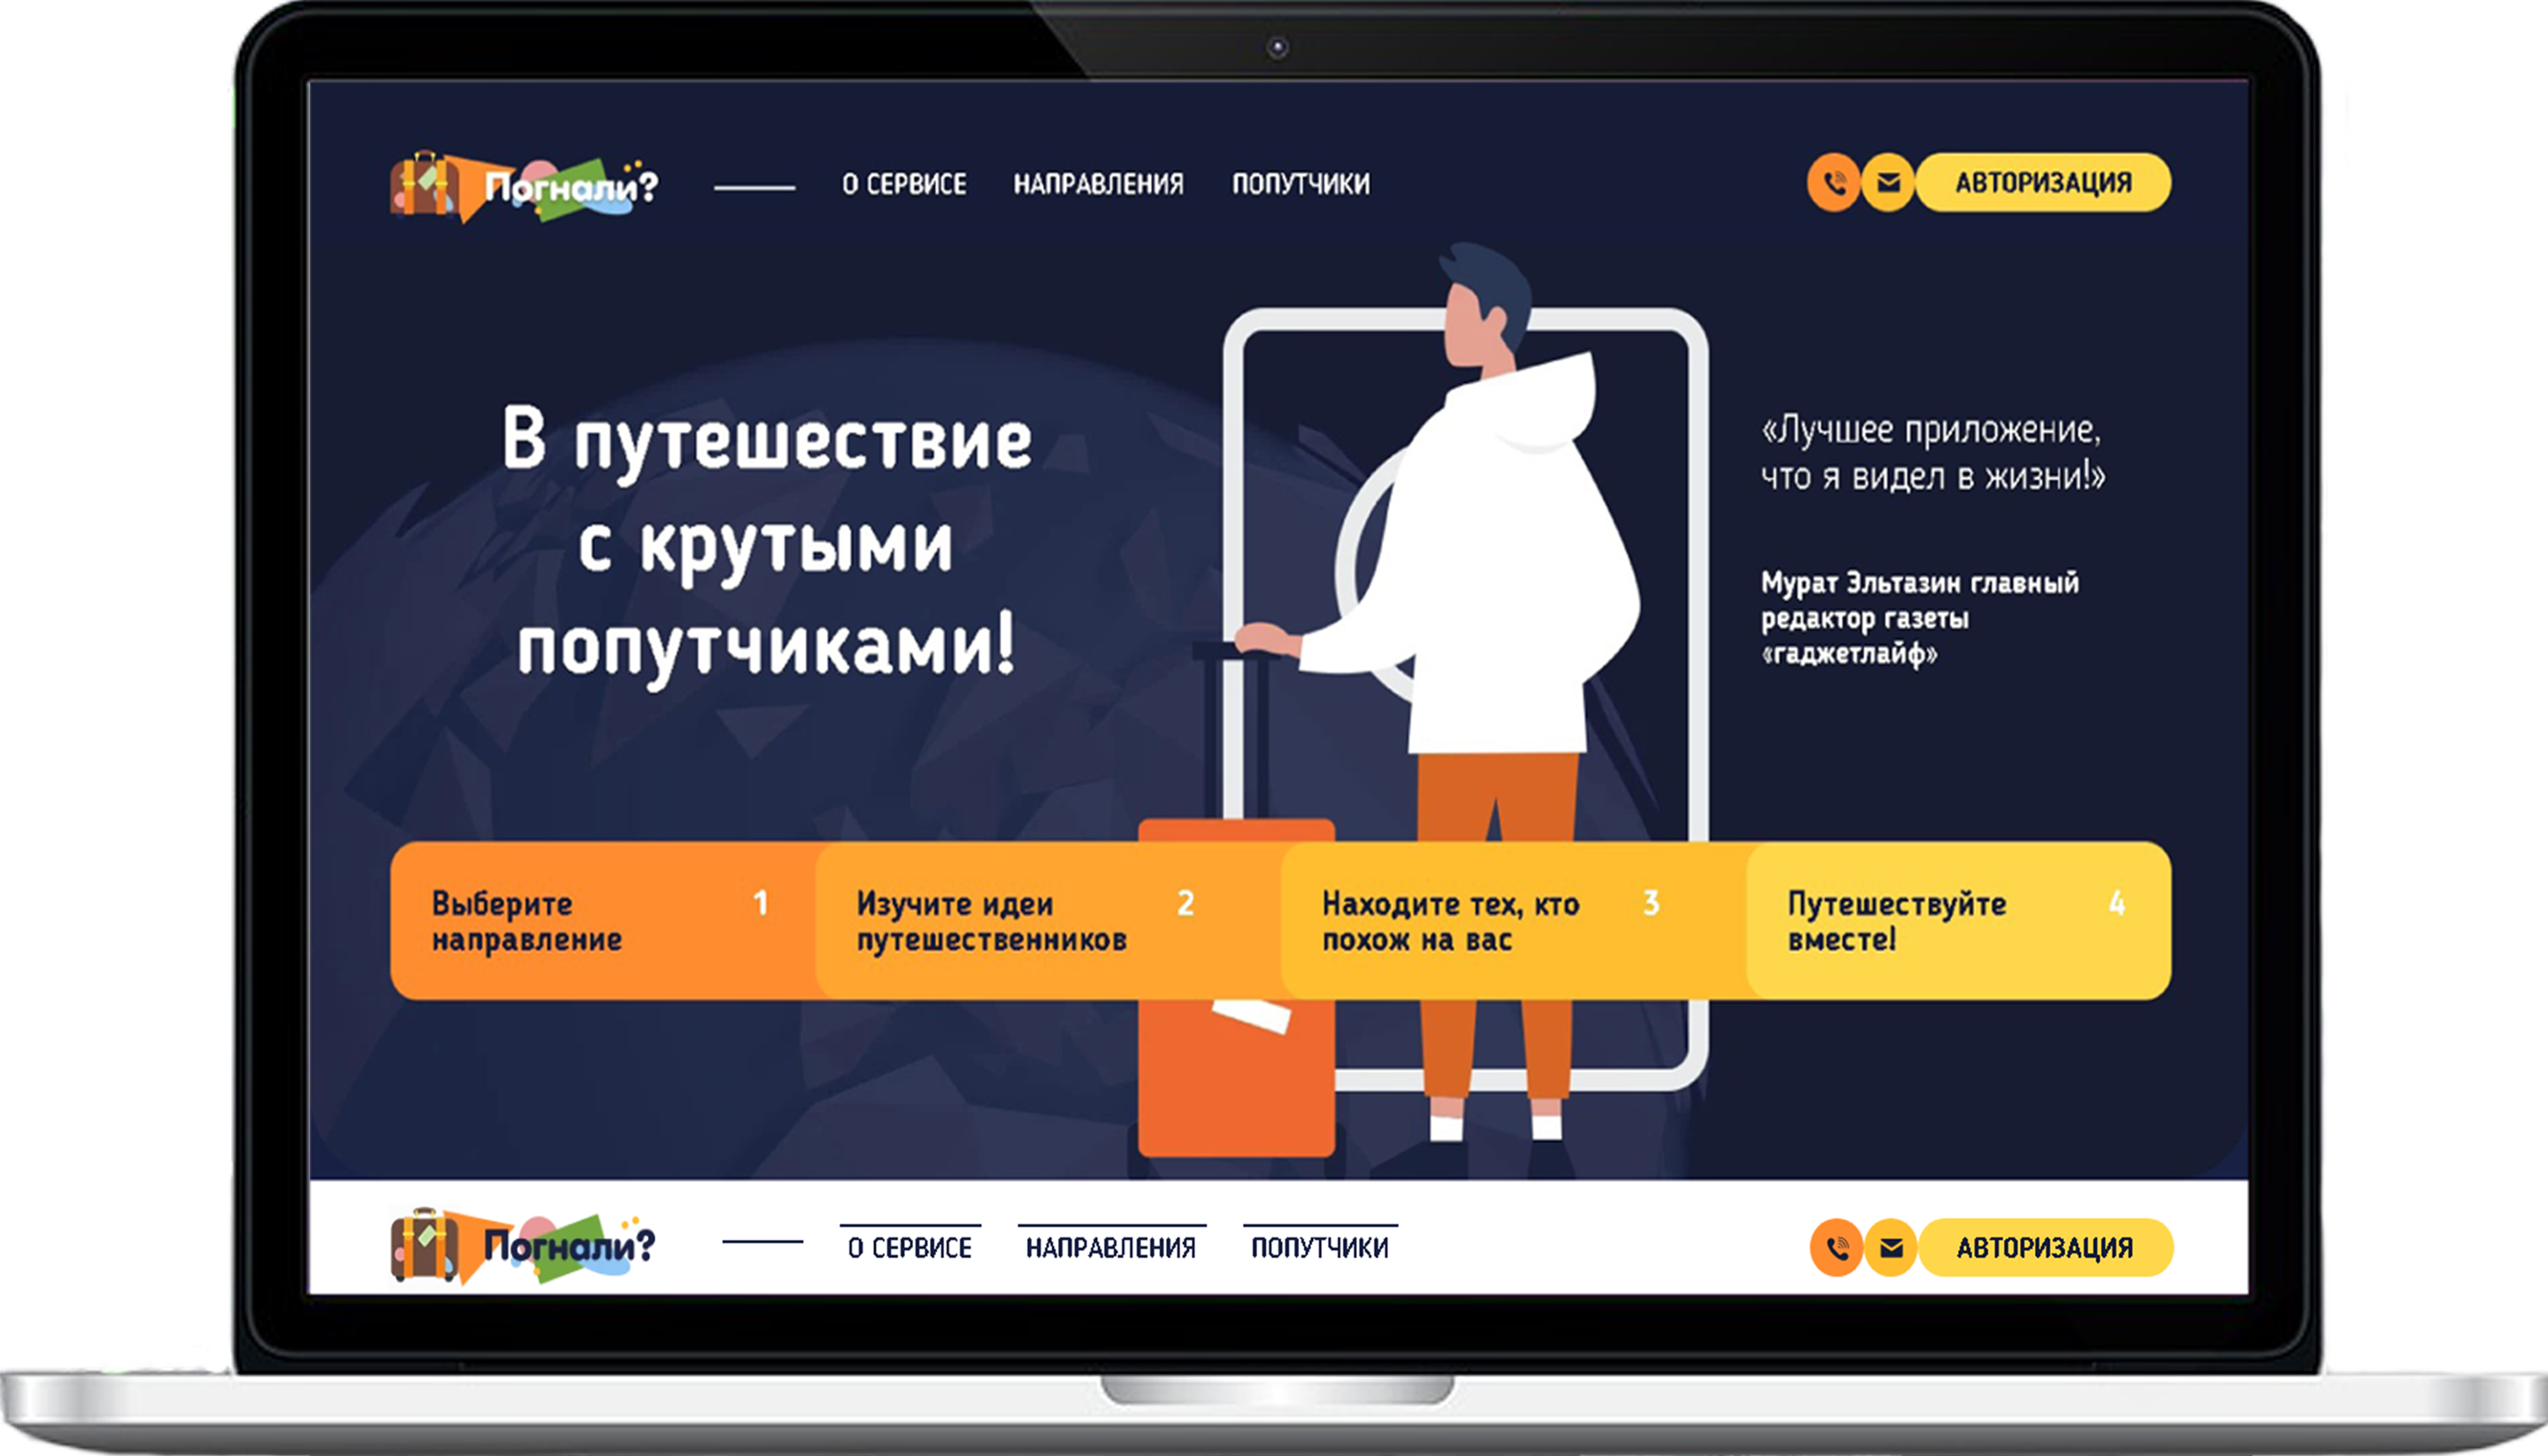 Погнали?
О СЕРВИСЕ
НАПРАВЛЕНИЯ
ПОПУТЧИКИ
АВТОРИЗАЦИЯ
В путешествие
с крутыми
попутчиками!
«Лучшее приложение,
что я видел в жизни!»
Мурат Эльтазин главный
редактор газеты
«гаджетлайф»
Выберите
направление
1
Изучите идеи
путешественников
2
Находите тех, кто
похож на вас
3
Путешествуйте
вместе!
4
Погнали?
О СЕРВИСЕ
НАПРАВЛЕНИЯ
ПОПУТЧИКИ
АВТОРИЗАЦИЯ